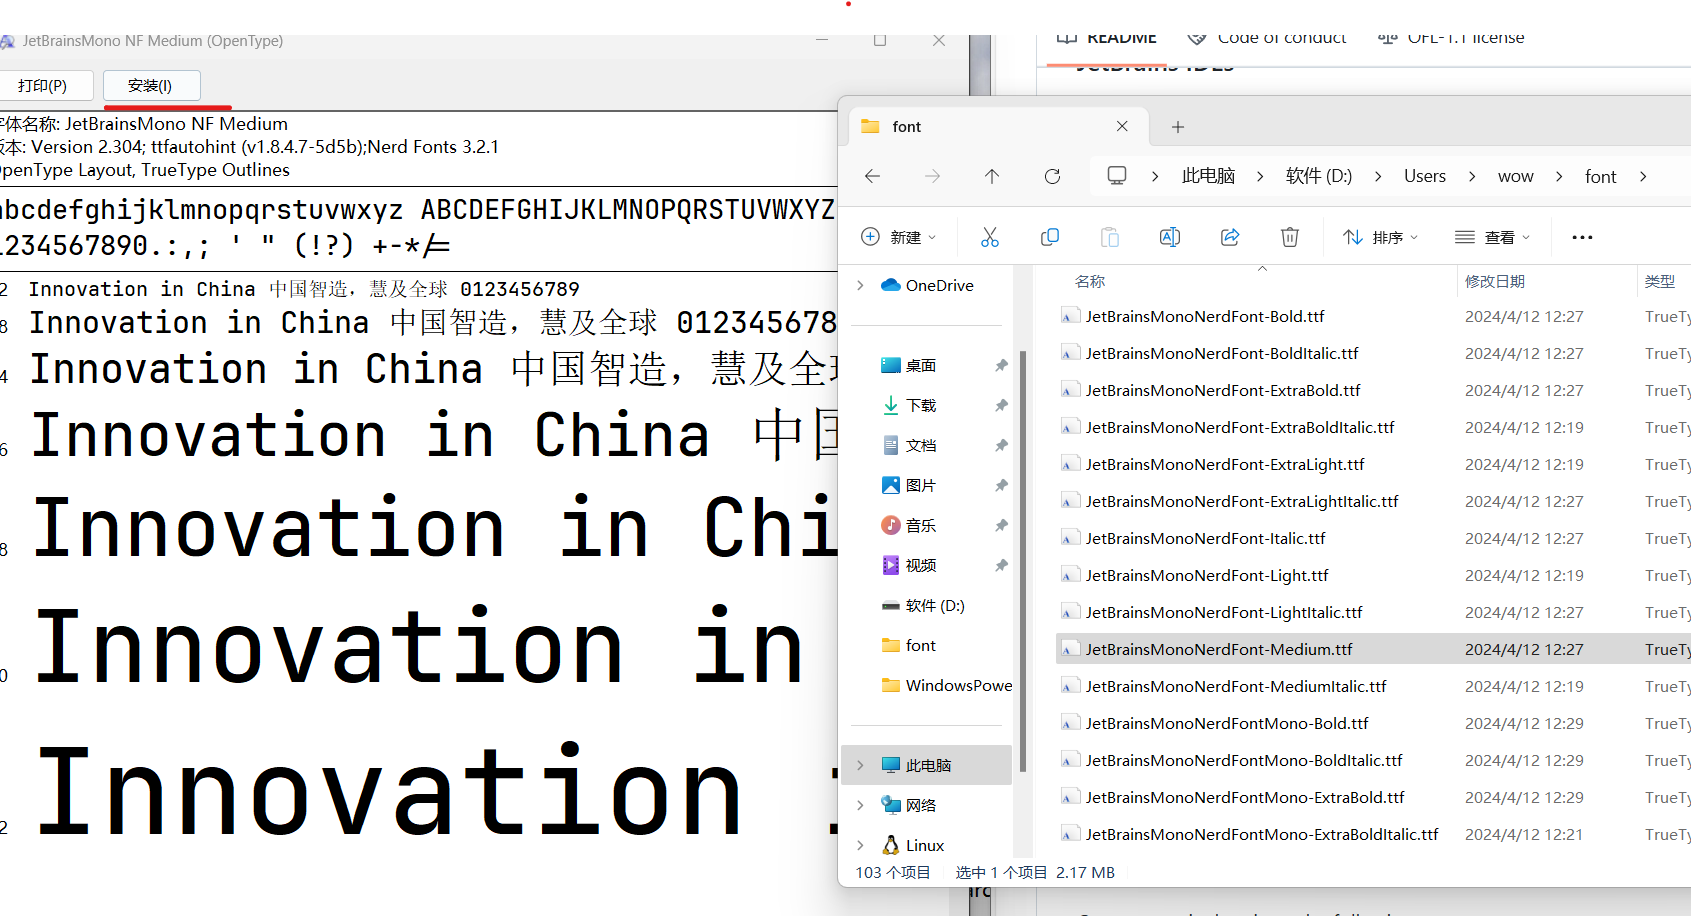 JetBrainsMono NF Medium (OpenType)
打印(P)
安装(I)
字体名称: JetBrainsMono NF Medium
版本: Version 2.304; ttfautohint (v1.8.4.7-5d5b);Nerd Fonts 3.2.1
OpenType Layout, TrueType Outlines
abcdefghijklmnopqrstuvwxyz ABCDEFGHIJKLMNOPQRSTUVWXYZ
1234567890.:,; ' " (!?) +-*/=
2 Innovation in China 中国智造，慧及全球 0123456789
8 Innovation in China 中国智造，慧及全球 012345678
4 Innovation in China 中国智造，慧及全球
6 Innovation in China 中国
8 Innovation in Chi
0 Innovation in
2 Innovation i
README
Code of conduct
OFL-1.1 license
JetBrains IDEs
font
此电脑 > 软件 (D:) > Users > wow > font >
新建
排序
查看
OneDrive
桌面
下载
文档
图片
音乐
视频
软件 (D:)
font
WindowsPowe
此电脑
网络
Linux
名称 修改日期 类型
JetBrainsMonoNerdFont-Bold.ttf 2024/4/12 12:27 TrueTy
JetBrainsMonoNerdFont-BoldItalic.ttf 2024/4/12 12:27 TrueTy
JetBrainsMonoNerdFont-ExtraBold.ttf 2024/4/12 12:27 TrueTy
JetBrainsMonoNerdFont-ExtraBoldItalic.ttf 2024/4/12 12:19 TrueTy
JetBrainsMonoNerdFont-ExtraLight.ttf 2024/4/12 12:19 TrueTy
JetBrainsMonoNerdFont-ExtraLightItalic.ttf 2024/4/12 12:27 TrueTy
JetBrainsMonoNerdFont-Italic.ttf 2024/4/12 12:27 TrueTy
JetBrainsMonoNerdFont-Light.ttf 2024/4/12 12:19 TrueTy
JetBrainsMonoNerdFont-LightItalic.ttf 2024/4/12 12:27 TrueTy
JetBrainsMonoNerdFont-Medium.ttf 2024/4/12 12:27 TrueTy
JetBrainsMonoNerdFont-MediumItalic.ttf 2024/4/12 12:19 TrueTy
JetBrainsMonoNerdFontMono-Bold.ttf 2024/4/12 12:29 TrueTy
JetBrainsMonoNerdFontMono-BoldItalic.ttf 2024/4/12 12:29 TrueTy
JetBrainsMonoNerdFontMono-ExtraBold.ttf 2024/4/12 12:29 TrueTy
JetBrainsMonoNerdFontMono-ExtraBoldItalic.ttf 2024/4/12 12:21 TrueTy
103 个项目 选中 1 个项目 2.17 MB